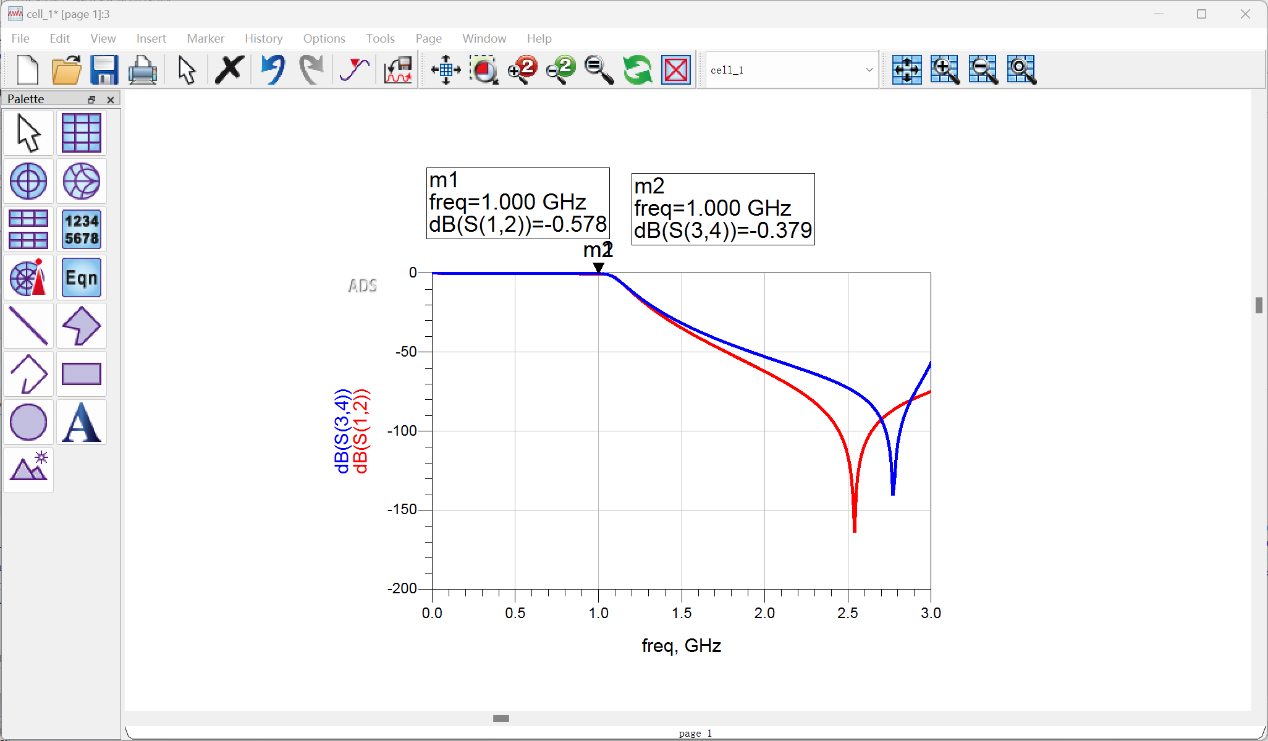 cell_1* [page 1]:3
File Edit View Insert Marker History Options Tools Page Window Help
2 2 cell_1
Palette
1234
5678
Eqn
A
m1
freq=1.000 GHz
dB(S(1,2))=-0.578
m2
freq=1.000 GHz
dB(S(3,4))=-0.379
ADS
dB(S(3,4))
dB(S(1,2))
0
-50
-100
-150
-200
0.0 0.5 1.0 1.5 2.0 2.5 3.0
freq, GHz
page 1